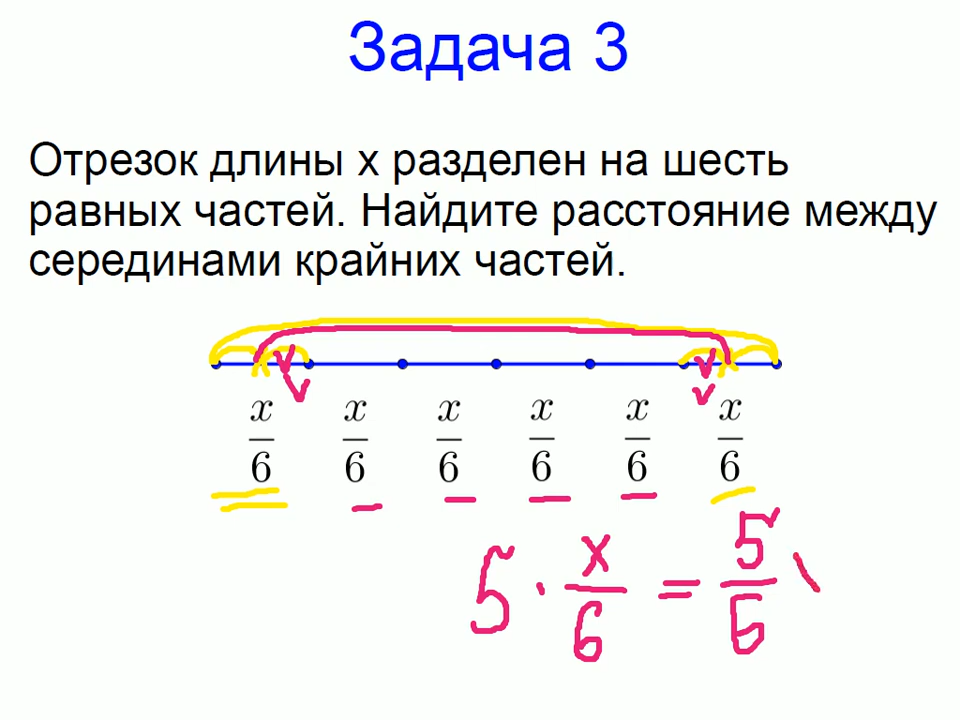 Задача 3
Отрезок длины x разделен на шесть
равных частей. Найдите расстояние между
серединами крайних частей.
x/6 x/6 x/6 x/6 x/6 x/6
5 · x/6 = 5/6